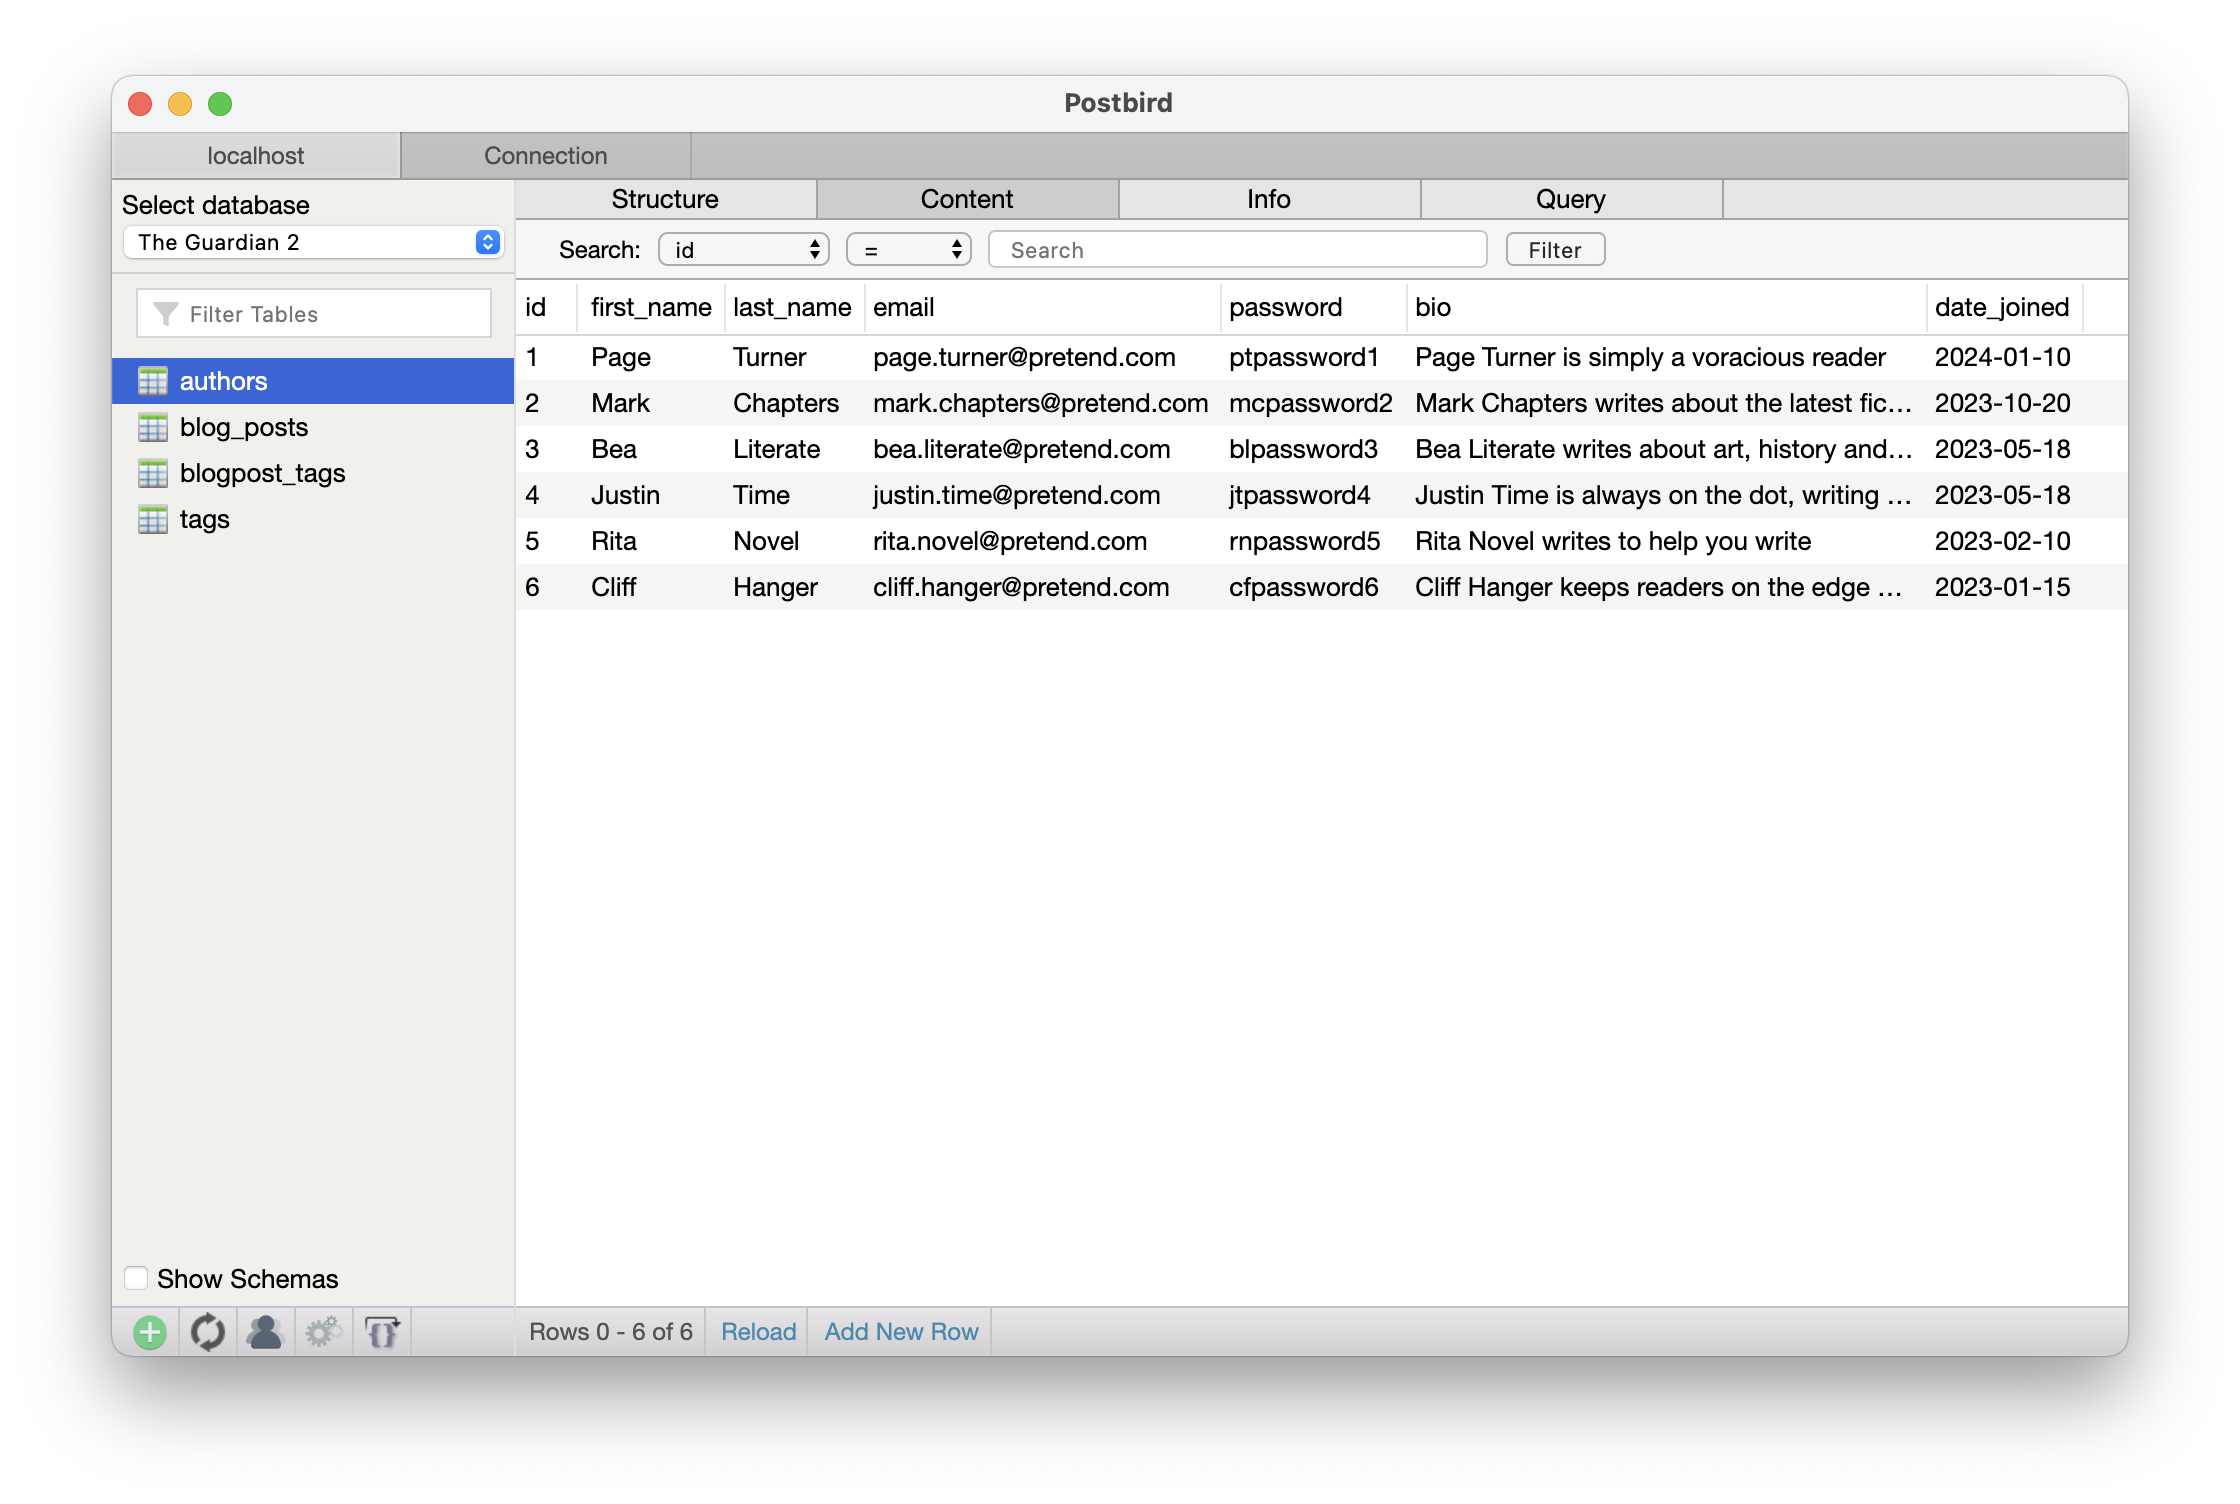 Postbird
localhost Connection
Select database
The Guardian 2
Filter Tables
authors
blog_posts
blogpost_tags
tags
Show Schemas
Structure Content Info Query
Search: id = Search Filter
id first_name last_name email password bio date_joined
1 Page Turner page.turner@pretend.com ptpassword1 Page Turner is simply a voracious reader 2024-01-10
2 Mark Chapters mark.chapters@pretend.com mcpassword2 Mark Chapters writes about the latest fic... 2023-10-20
3 Bea Literate bea.literate@pretend.com blpassword3 Bea Literate writes about art, history and... 2023-05-18
4 Justin Time justin.time@pretend.com jtpassword4 Justin Time is always on the dot, writing ... 2023-05-18
5 Rita Novel rita.novel@pretend.com rnpassword5 Rita Novel writes to help you write 2023-02-10
6 Cliff Hanger cliff.hanger@pretend.com cfpassword6 Cliff Hanger keeps readers on the edge ... 2023-01-15
Rows 0 - 6 of 6 Reload Add New Row